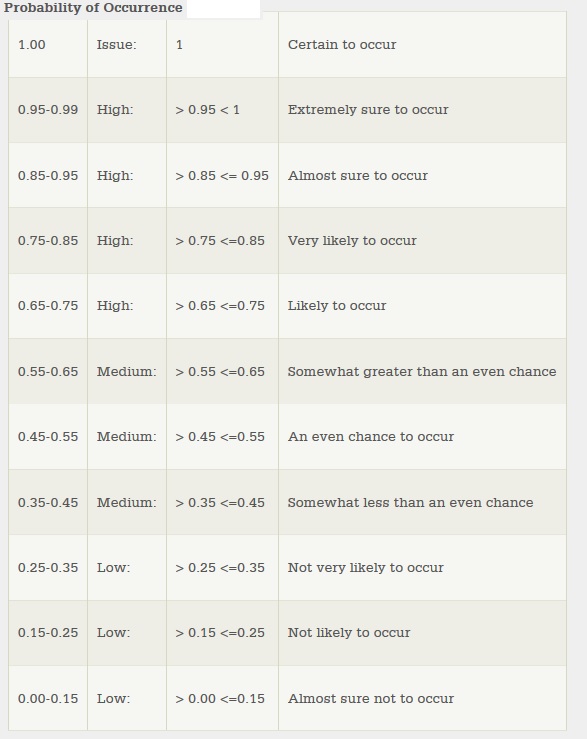 Probability of Occurrence
1.00 Issue: 1 Certain to occur
0.95-0.99 High: > 0.95 < 1 Extremely sure to occur
0.85-0.95 High: > 0.85 <= 0.95 Almost sure to occur
0.75-0.85 High: > 0.75 <=0.85 Very likely to occur
0.65-0.75 High: > 0.65 <=0.75 Likely to occur
0.55-0.65 Medium: > 0.55 <=0.65 Somewhat greater than an even chance
0.45-0.55 Medium: > 0.45 <=0.55 An even chance to occur
0.35-0.45 Medium: > 0.35 <=0.45 Somewhat less than an even chance
0.25-0.35 Low: > 0.25 <=0.35 Not very likely to occur
0.15-0.25 Low: > 0.15 <=0.25 Not likely to occur
0.00-0.15 Low: > 0.00 <=0.15 Almost sure not to occur